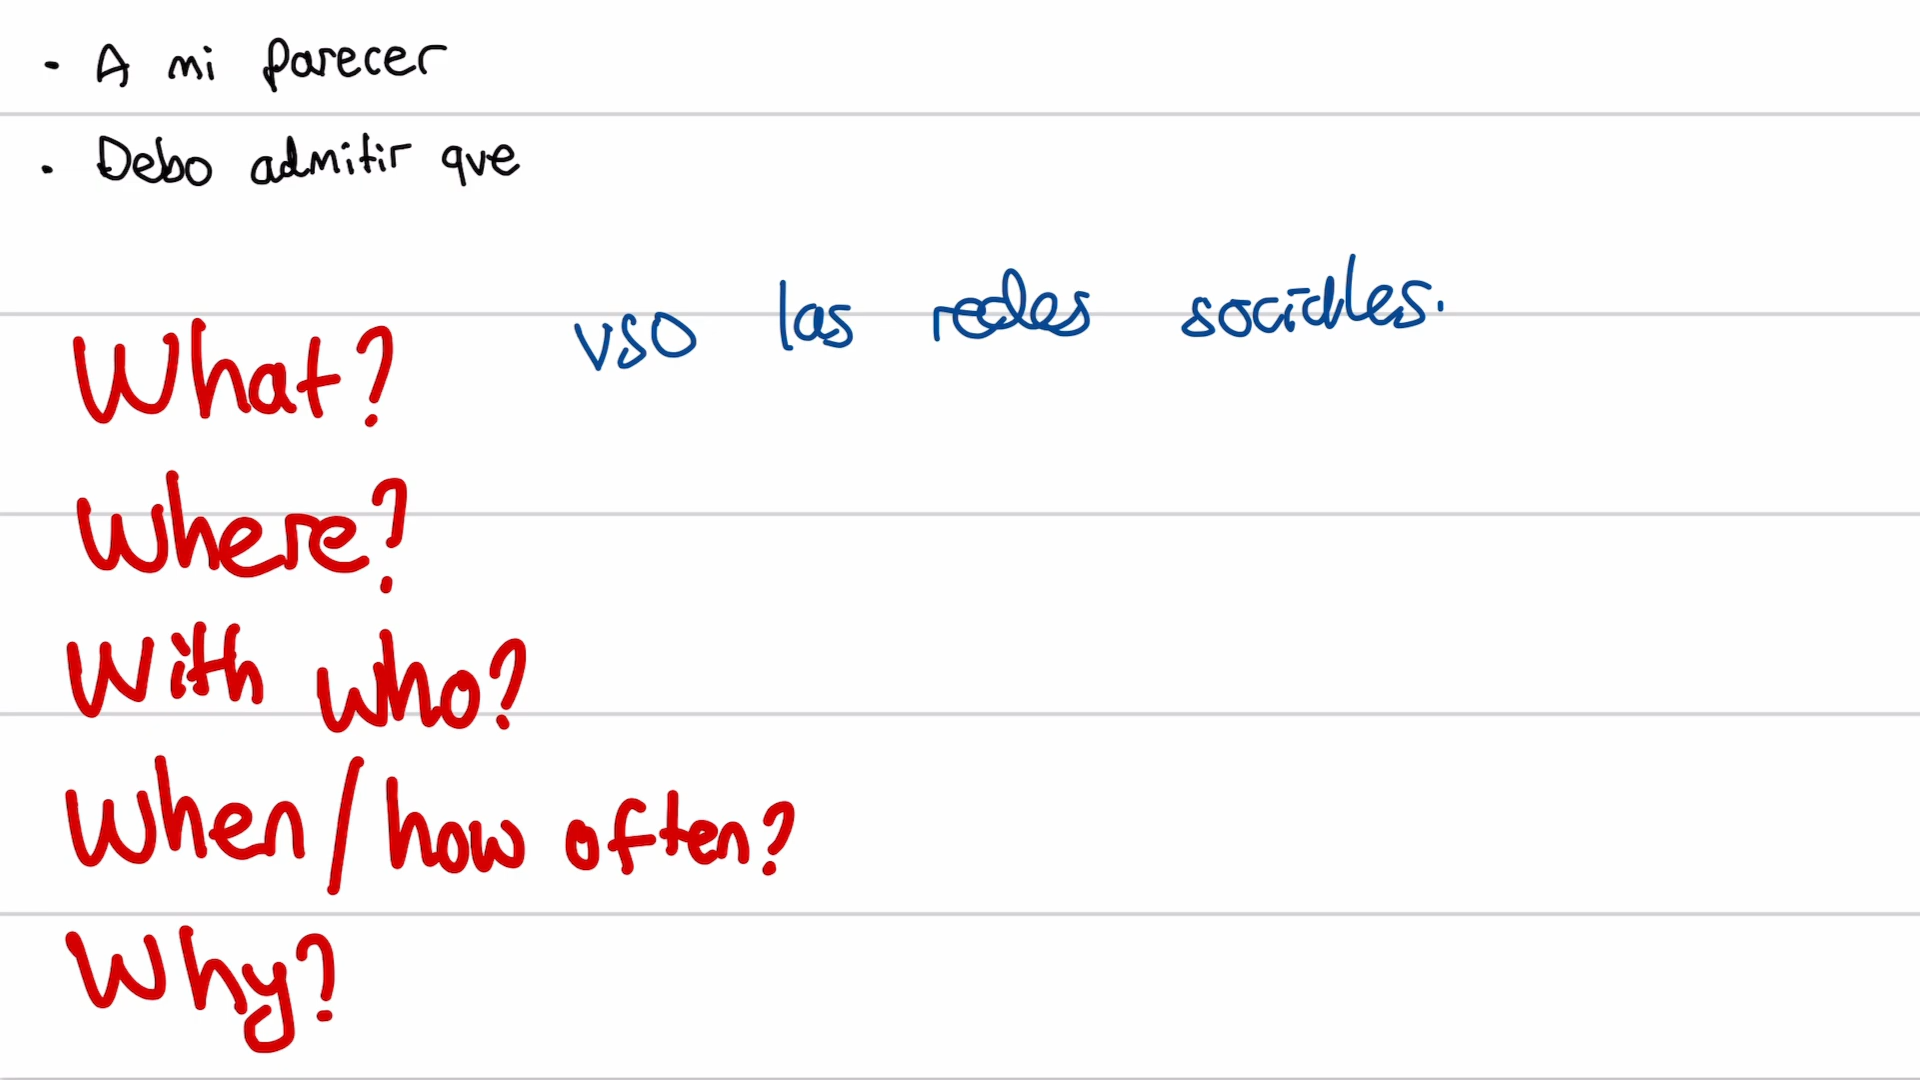 • A mi parecer
• Debo admitir que
uso las redes sociales.
What?
Where?
With who?
When/how often?
Why?